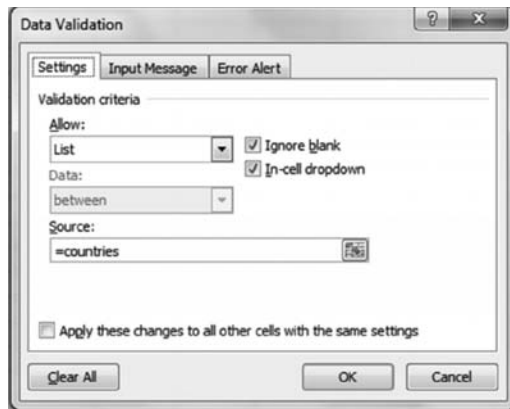 Data Validation
? X
Settings Input Message Error Alert
Validation criteria
Allow:
List
Ignore blank
In-cell dropdown
Data:
between
Source:
=countries
Apply these changes to all other cells with the same settings
Clear All OK Cancel